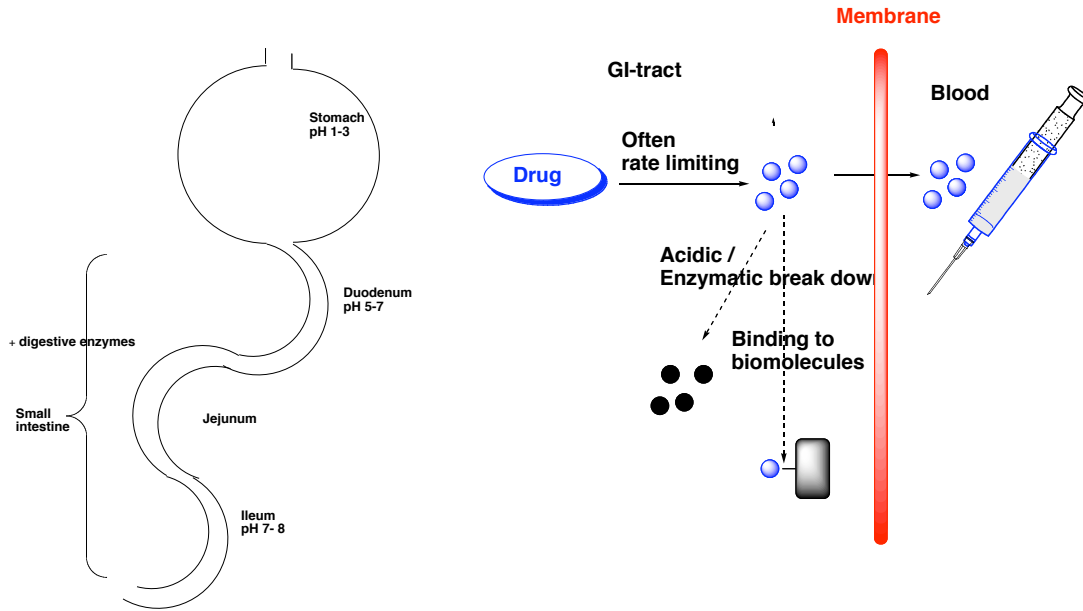 Stomach
pH 1-3
Duodenum
pH 5-7
+ digestive enzymes
Small
intestine
Jejunum
Ileum
pH 7- 8
Membrane
GI-tract
Blood
Often
rate limiting
Drug
Acidic /
Enzymatic break down
Binding to
biomolecules